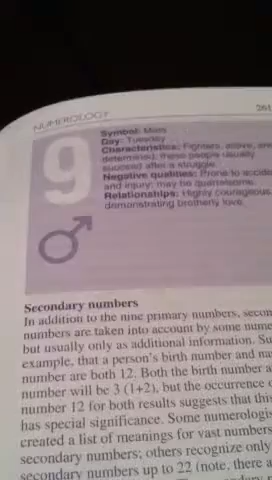 NUMEROLOGY
261
9
Symbol: Mars
Day: Tuesday
Characteristics: Fighters, active, and
determined, these people usually
succeed after a struggle.
Negative qualities: Prone to accide
and injury; may be quarrelsome.
Relationships: Highly courageous,
demonstrating brotherly love.
Secondary numbers
In addition to the nine primary numbers, secon
numbers are taken into account by some nume
but usually only as additional information. Su
example, that a person's birth number and na
number are both 12. Both the birth number a
number will be 3 (1+2), but the occurrence o
number 12 for both results suggests that this
has special significance. Some numerologis
created a list of meanings for vast numbers
secondary numbers; others recognize only
secondary numbers up to 22 (note, there a